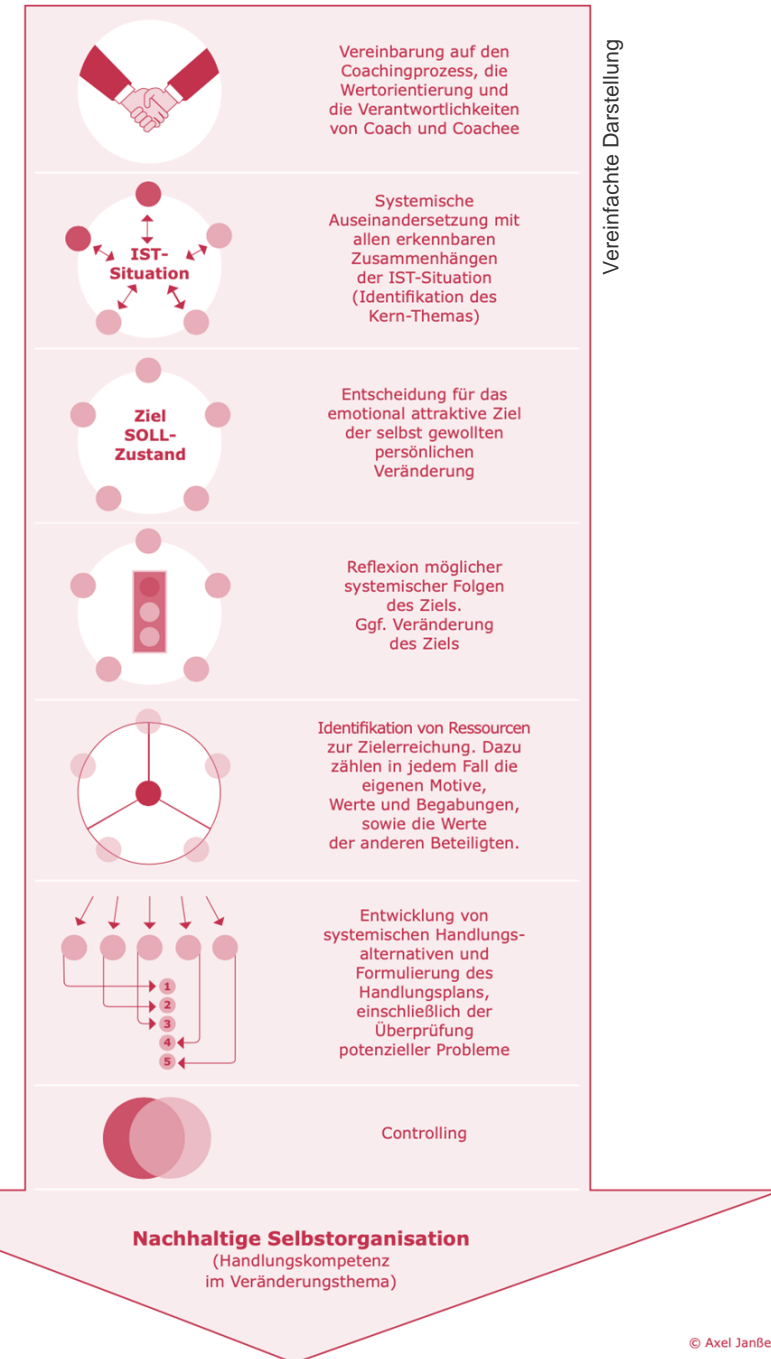 Vereinbarung auf den
Coachingprozess, die
Wertorientierung und
die Verantwortlichkeiten
von Coach und Coachee
Vereinfachte Darstellung
IST-
Situation
Systemische
Auseinandersetzung mit
allen erkennbaren
Zusammenhängen
der IST-Situation
(Identifikation des
Kern-Themas)
Ziel
SOLL-
Zustand
Entscheidung für das
emotional attraktive Ziel
der selbst gewollten
persönlichen
Veränderung
Reflexion möglicher
systemischer Folgen
des Ziels.
Ggf. Veränderung
des Ziels
Identifikation von Ressourcen
zur Zielerreichung. Dazu
zählen in jedem Fall die
eigenen Motive,
Werte und Begabungen,
sowie die Werte
der anderen Beteiligten.
1
2
3
4
5
Entwicklung von
systemischen Handlungs-
alternativen und
Formulierung des
Handlungsplans,
einschließlich der
Überprüfung
potenzieller Probleme
Controlling
Nachhaltige Selbstorganisation
(Handlungskompetenz
im Veränderungsthema)
© Axel Janße